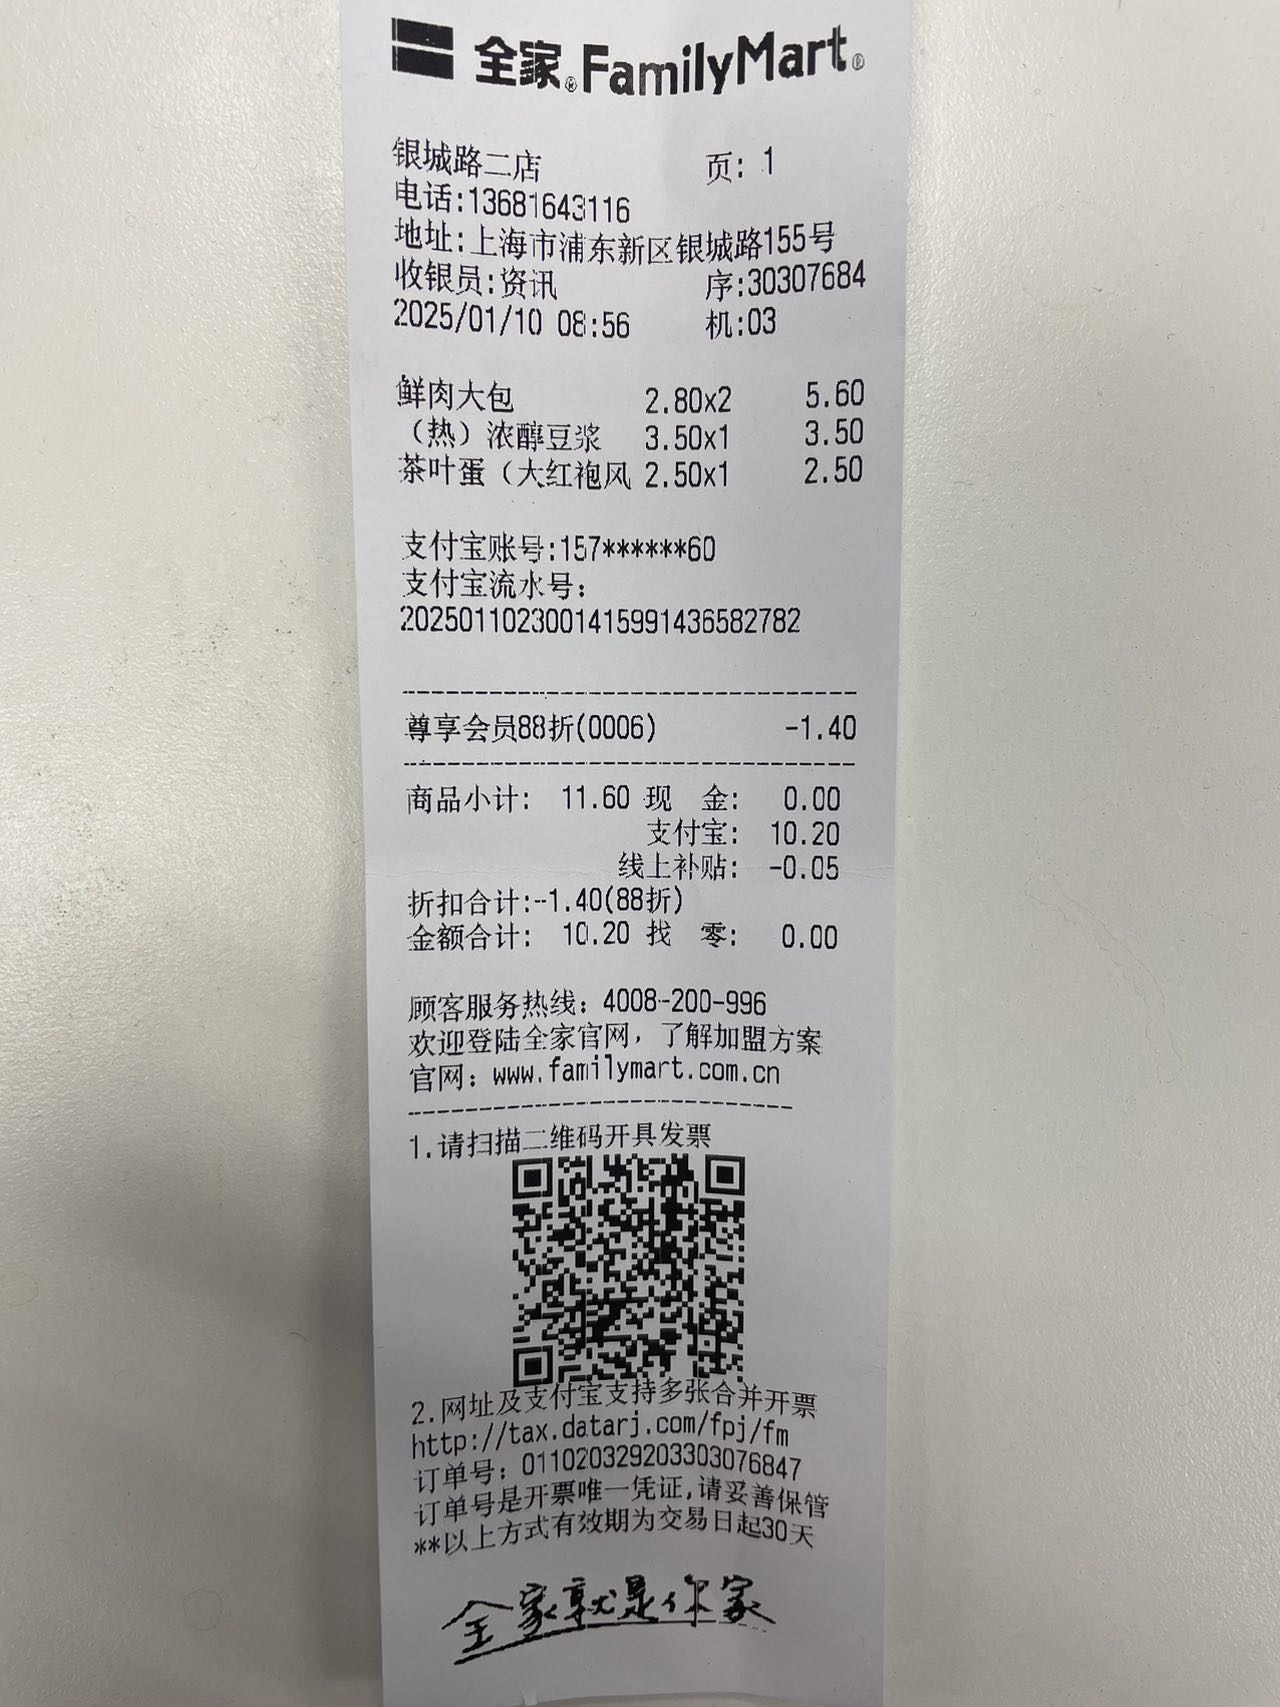 全家® FamilyMart®
银城路二店 页: 1
电话:13681643116
地址:上海市浦东新区银城路155号
收银员:资讯 序:30307684
2025/01/10 08:56 机:03
鲜肉大包 2.80x2 5.60
（热）浓醇豆浆 3.50x1 3.50
茶叶蛋（大红袍风 2.50x1 2.50
支付宝账号:157******60
支付宝流水号:
2025011023001415991436582782
尊享会员88折(0006) -1.40
商品小计: 11.60 现 金: 0.00
支付宝: 10.20
线上补贴: -0.05
折扣合计:-1.40(88折)
金额合计: 10.20 找 零: 0.00
顾客服务热线: 4008-200-996
欢迎登陆全家官网，了解加盟方案
官网: www.familymart.com.cn
1.请扫描二维码开具发票
2.网址及支付宝支持多张合并开票
http://tax.datarj.com/fpj/fm
订单号: 011020329203303076847
订单号是开票唯一凭证,请妥善保管
**以上方式有效期为交易日起30天
全家就是你家